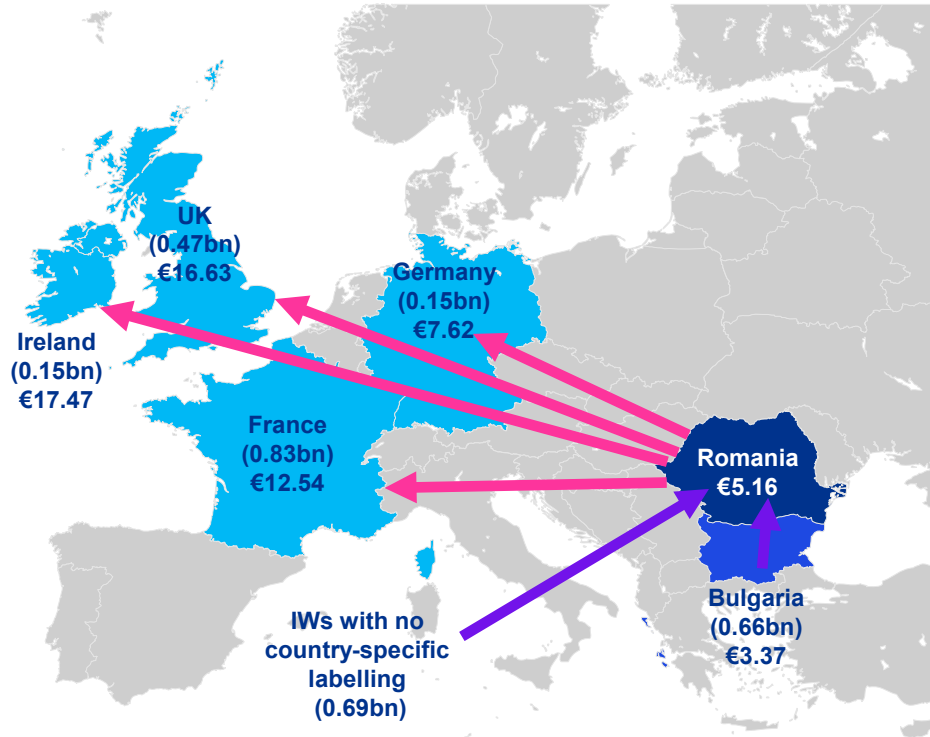 UK
(0.47bn)
€16.63
Germany
(0.15bn)
€7.62
Ireland
(0.15bn)
€17.47
France
(0.83bn)
€12.54
Romania
€5.16
IWs with no
country-specific
labelling
(0.69bn)
Bulgaria
(0.66bn)
€3.37